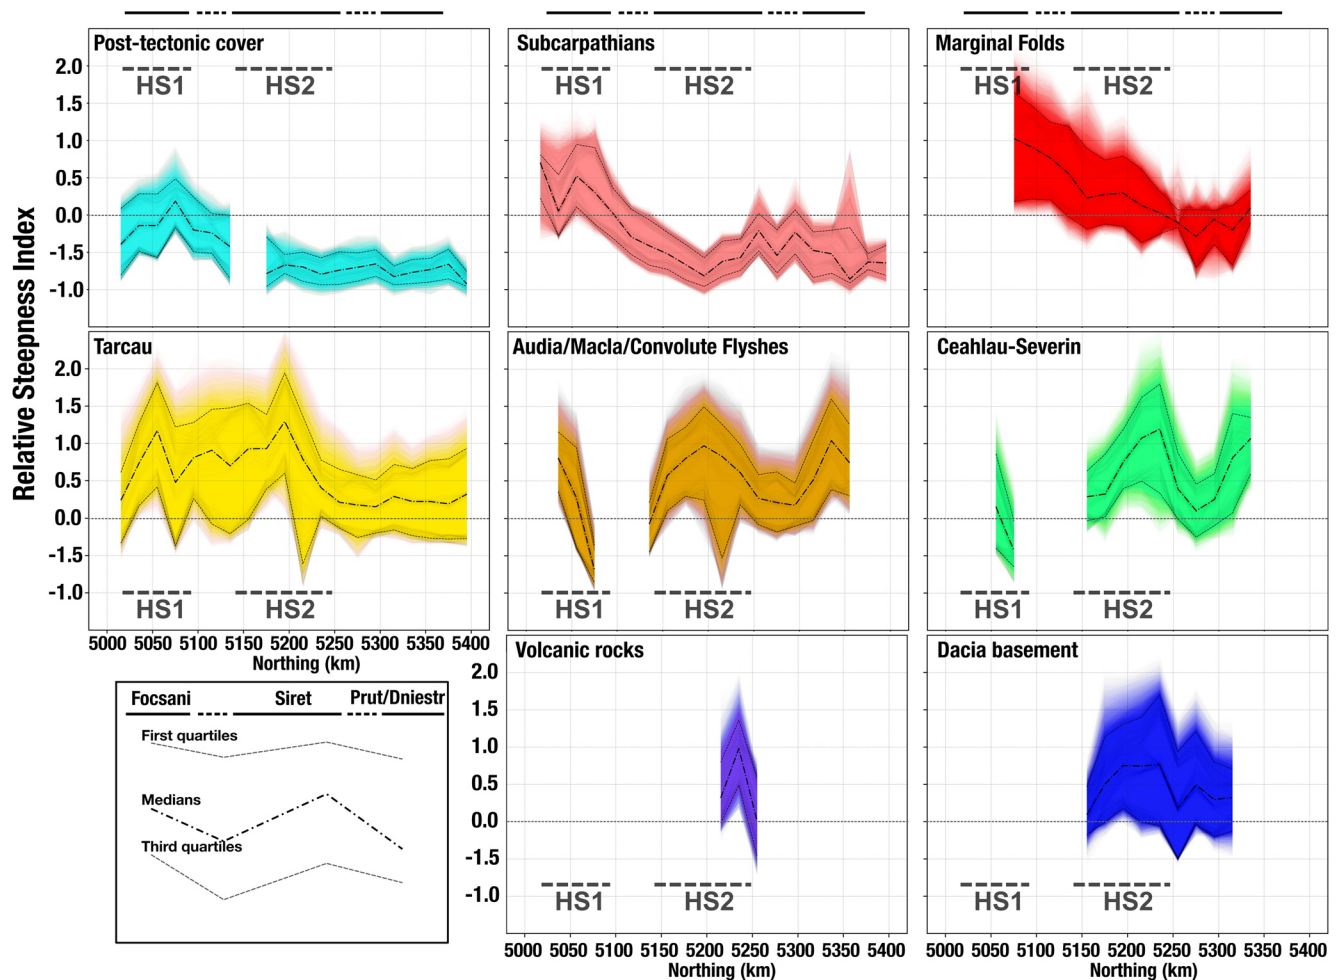 Post-tectonic cover
Subcarpathians
Marginal Folds
HS1
HS2
HS1
HS2
HS1
HS2
2.0
1.5
1.0
0.5
0.0
-1.5
-1.0
Relative Steepness Index
Tarcau
Audia/Macla/Convolute Flyshes
Ceahlau-Severin
2.0
1.5
1.0
0.5
0.0
-1.5
-1.0
HS1
HS2
HS1
HS2
HS1
HS2
5000 5050 5100 5150 5200 5250 5300 5350 5400
Northing (km)
Volcanic rocks
Dacia basement
2.0
1.5
1.0
0.5
0.0
-1.5
-1.0
HS1
HS2
HS1
HS2
5000 5050 5100 5150 5200 5250 5300 5350 5400
Northing (km)
5000 5050 5100 5150 5200 5250 5300 5350 5400
Northing (km)
Focsani
Siret
Prut/Dniestr
First quartiles
Medians
Third quartiles